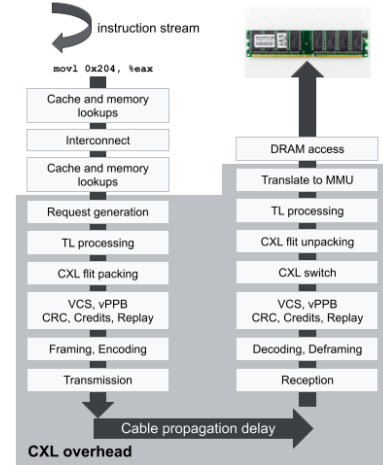 instruction stream
movl 0x204, %eax
Cache and memory
lookups
Interconnect
Cache and memory
lookups
Request generation
TL processing
CXL flit packing
VCS, vPPB
CRC, Credits, Replay
Framing, Encoding
Transmission
Cable propagation delay
CXL overhead
DRAM access
Translate to MMU
TL processing
CXL flit unpacking
CXL switch
VCS, vPPB
CRC, Credits, Replay
Decoding, Deframing
Reception